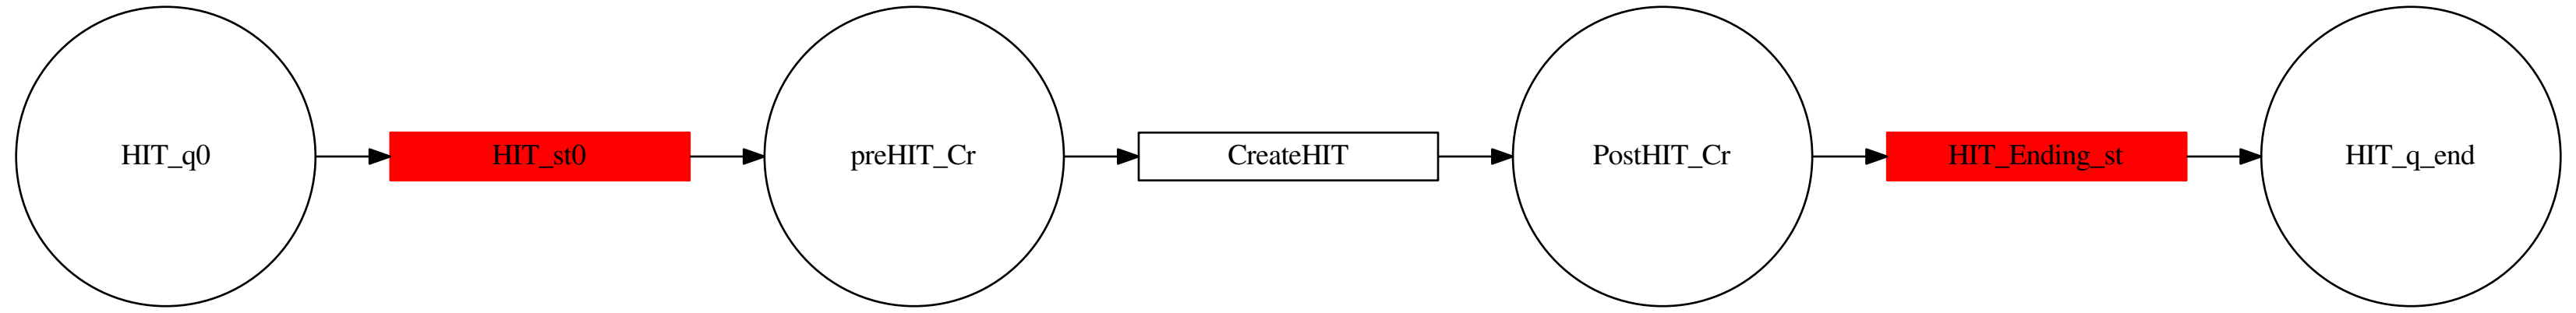 HIT_q0
HIT_st0
preHIT_Cr
CreateHIT
PostHIT_Cr
HIT_Ending_st
HIT_q_end